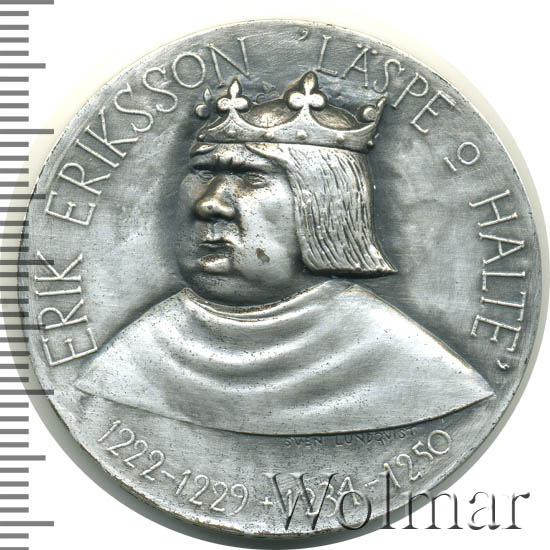 ERIK ERIKSSON 'LÄSPE o HALTE'
SVEN LUNDQVIST
1222-1229 + 1234-1250
Wolmar